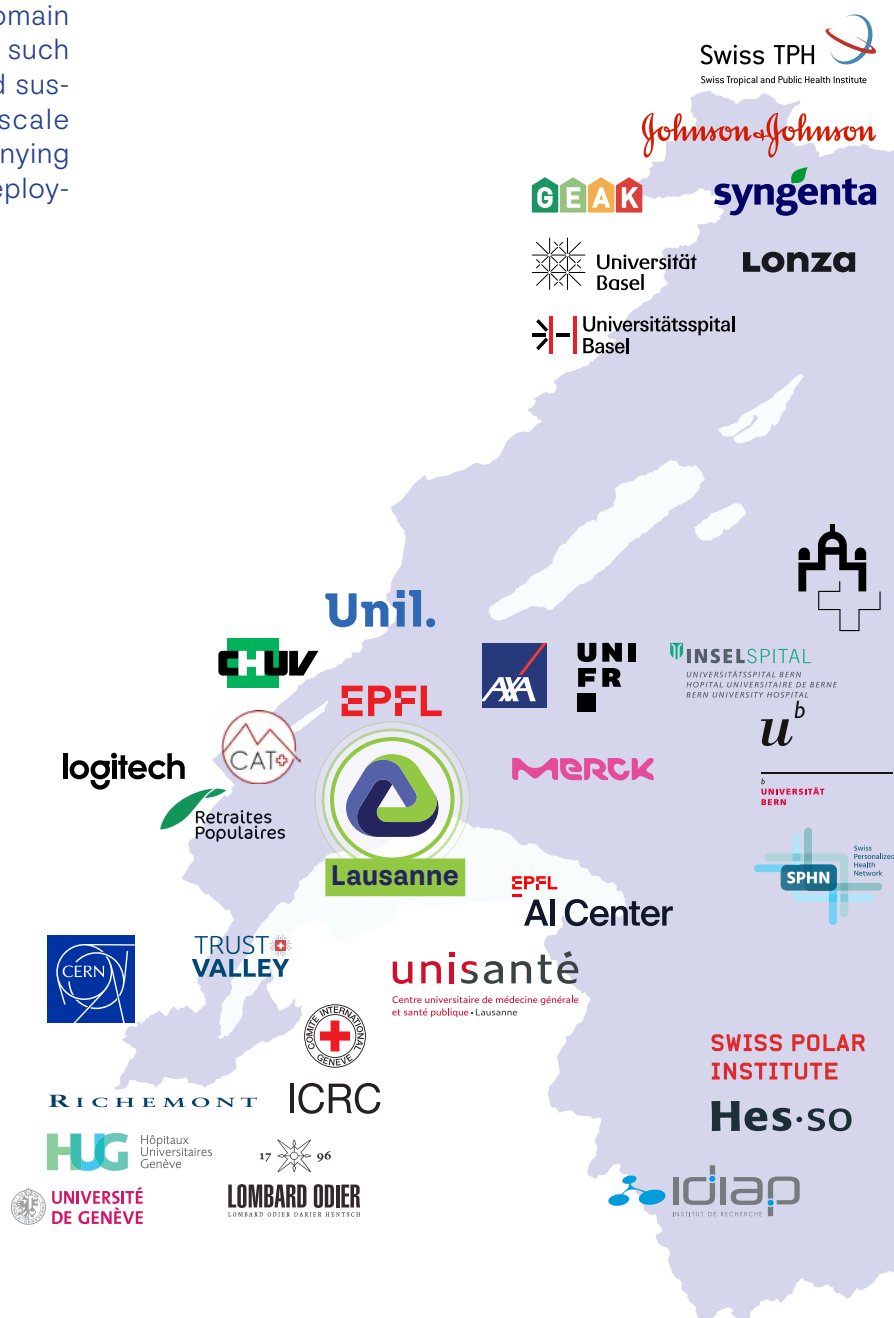 omain
such
d sus-
scale
nying
eploy-
Swiss TPH
Swiss Tropical and Public Health Institute
Johnson&Johnson
GEAK
syngenta
Universität
Basel
Lonza
Universitätsspital
Basel
Unil.
CHUV
EPFL
AXA
UNI
FR
INSELSPITAL
UNIVERSITÄTSSPITAL BERN
HOPITAL UNIVERSITAIRE DE BERNE
BERN UNIVERSITY HOSPITAL
u^b
b
UNIVERSITÄT
BERN
logitech
CAT+
MERCK
Retraites
Populaires
Lausanne
SPHN
Swiss
Personalized
Health
Network
EPFL
AI Center
CERN
TRUST
VALLEY
unisanté
Centre universitaire de médecine générale
et santé publique • Lausanne
COMITE INTERNATIONAL
GENEVE
ICRC
SWISS POLAR
INSTITUTE
RICHEMONT
Hes·so
HUG
Hôpitaux
Universitaires
Genève
17 96
UNIVERSITÉ
DE GENÈVE
LOMBARD ODIER
LOMBARD ODIER DARIER HENTSCH
idiap
INSTITUT DE RECHERCHE